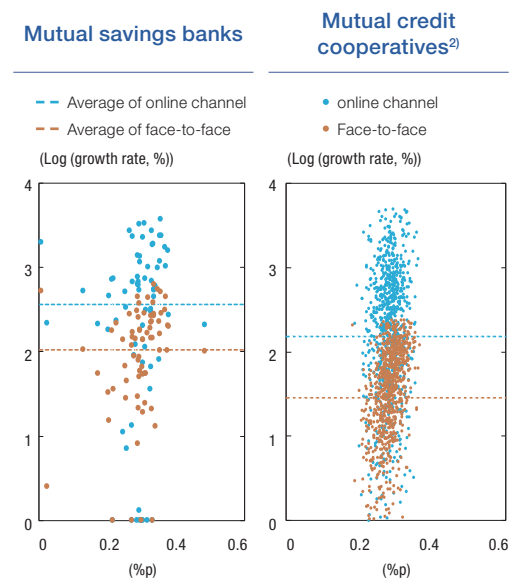 Mutual savings banks
Average of online channel
Average of face-to-face
(Log (growth rate, %))
4
3
2
1
0
0 0.2 0.4 0.6
(%p)
Mutual credit
cooperatives2)
online channel
Face-to-face
(Log (growth rate, %))
4
3
2
1
0
0 0.2 0.4 0.6
(%p)